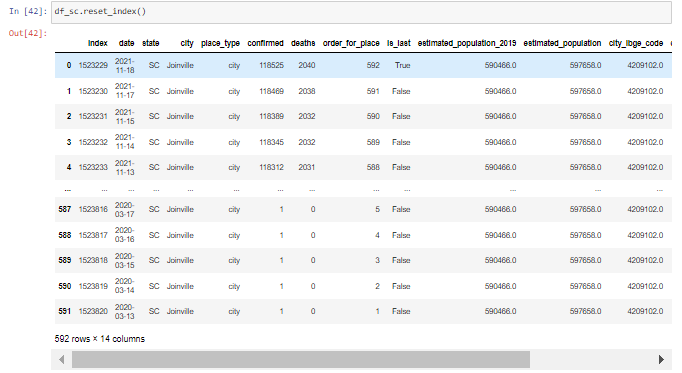 In [42]: df_sc.reset_index()
Out[42]:
index date state city place_type confirmed deaths order_for_place is_last estimated_population_2019 estimated_population city_ibge_code
0 1523229 2021-11-18 SC Joinville city 118525 2040 592 True 590466.0 597658.0 4209102.0
1 1523230 2021-11-17 SC Joinville city 118469 2038 591 False 590466.0 597658.0 4209102.0
2 1523231 2021-11-15 SC Joinville city 118389 2032 590 False 590466.0 597658.0 4209102.0
3 1523232 2021-11-14 SC Joinville city 118345 2032 589 False 590466.0 597658.0 4209102.0
4 1523233 2021-11-13 SC Joinville city 118312 2031 588 False 590466.0 597658.0 4209102.0
... ... ... ... ... ... ... ... ... ... ... ... ...
587 1523816 2020-03-17 SC Joinville city 1 0 5 False 590466.0 597658.0 4209102.0
588 1523817 2020-03-16 SC Joinville city 1 0 4 False 590466.0 597658.0 4209102.0
589 1523818 2020-03-15 SC Joinville city 1 0 3 False 590466.0 597658.0 4209102.0
590 1523819 2020-03-14 SC Joinville city 1 0 2 False 590466.0 597658.0 4209102.0
591 1523820 2020-03-13 SC Joinville city 1 0 1 False 590466.0 597658.0 4209102.0
592 rows × 14 columns